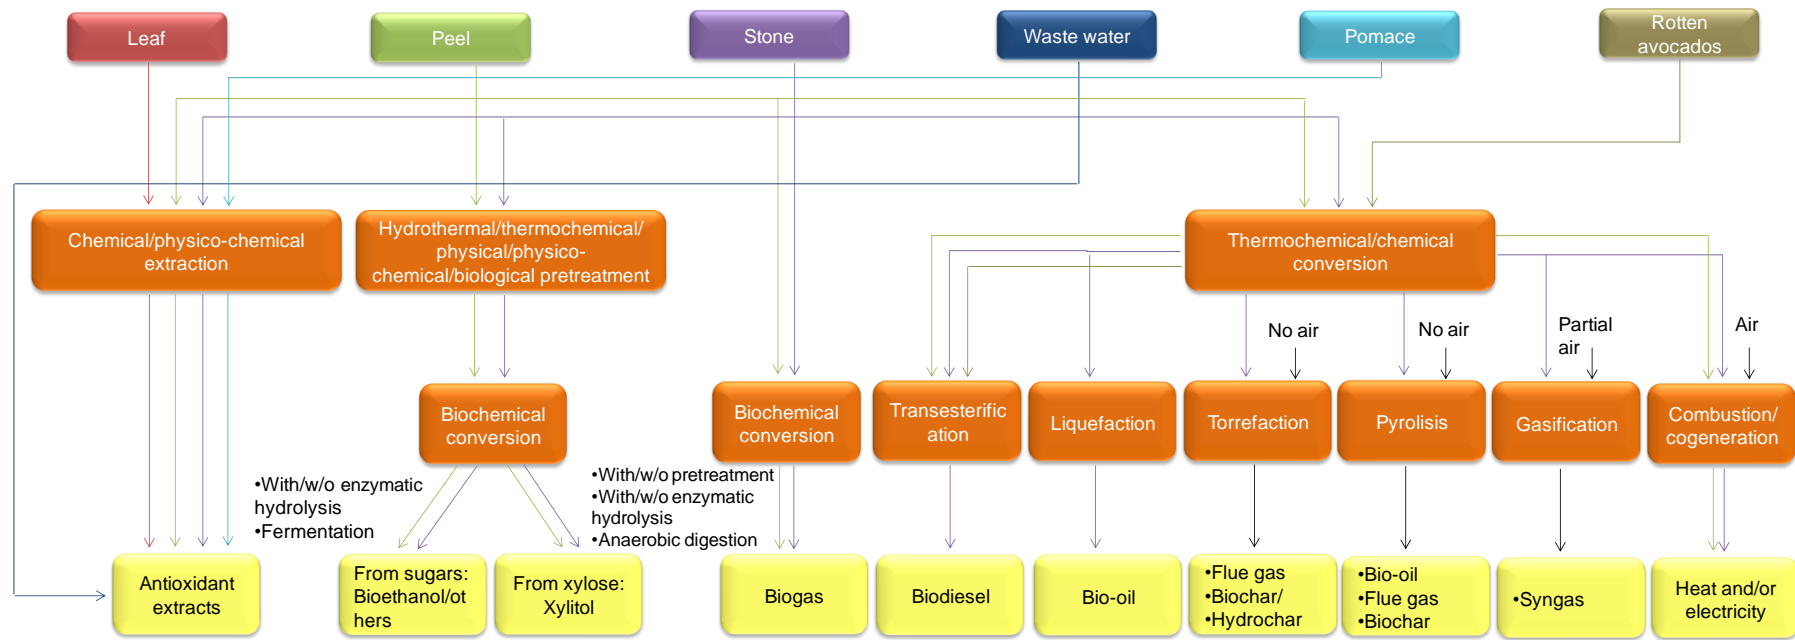 Leaf
Peel
Stone
Waste water
Pomace
Rotten
avocados
Chemical/physico-chemical
extraction
Hydrothermal/thermochemical/
physical/physico-
chemical/biological pretreatment
Thermochemical/chemical
conversion
No air
No air
Partial
air
Air
Biochemical
conversion
Biochemical
conversion
Transesterific
ation
Liquefaction
Torrefaction
Pyrolisis
Gasification
Combustion/
cogeneration
•With/w/o enzymatic
hydrolysis
•Fermentation
•With/w/o pretreatment
•With/w/o enzymatic
hydrolysis
•Anaerobic digestion
Antioxidant
extracts
From sugars:
Bioethanol/ot
hers
From xylose:
Xylitol
Biogas
Biodiesel
Bio-oil
•Flue gas
•Biochar/
•Hydrochar
•Bio-oil
•Flue gas
•Biochar
•Syngas
Heat and/or
electricity